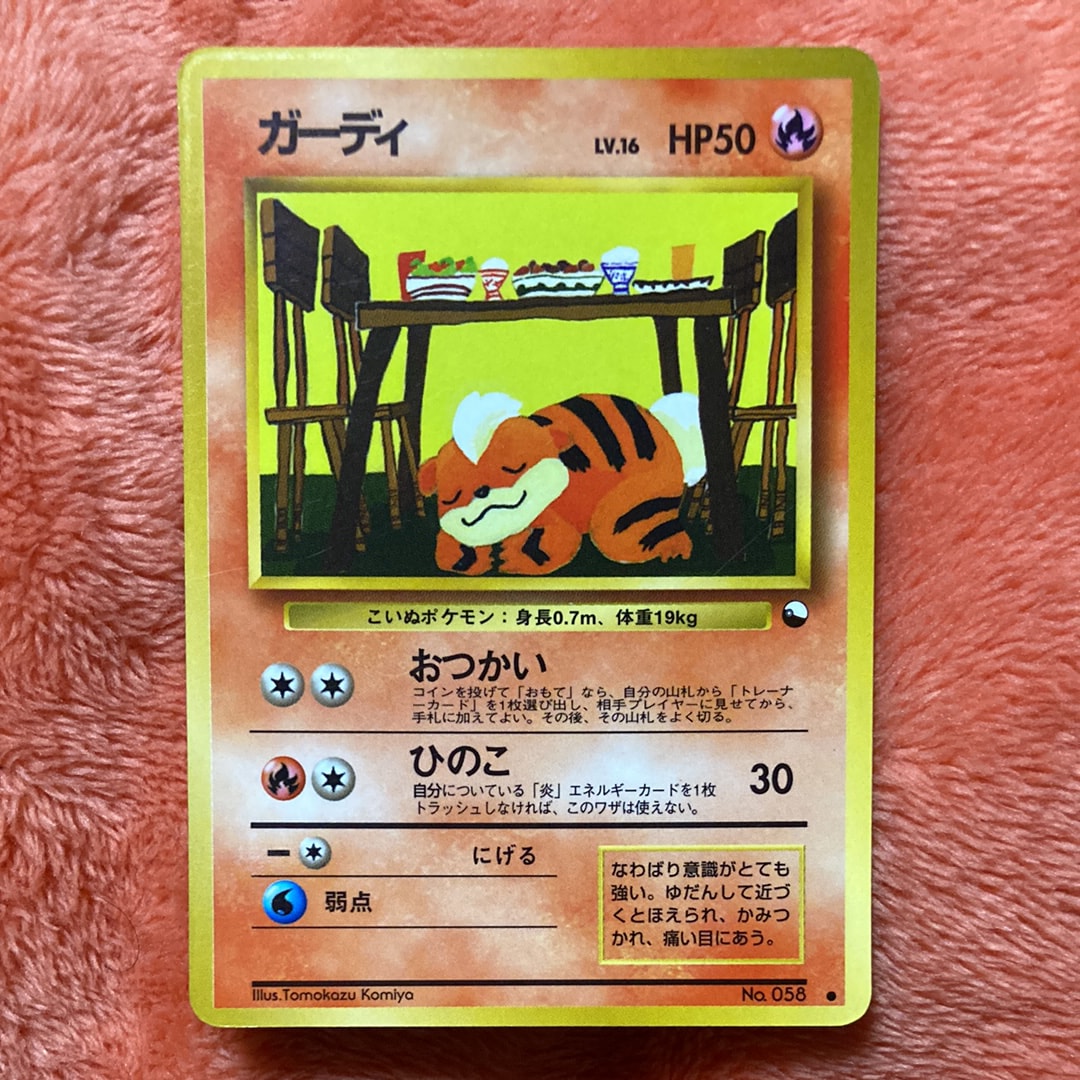 ガーディ LV.16 HP50
こいぬポケモン：身長0.7m、体重19kg
おつかい
コインを投げて「おもて」なら、自分の山札から「トレーナ
ーカード」を1枚選び出し、相手プレイヤーに見せてから、
手札に加えてよい。その後、その山札をよく切る。
ひのこ 30
自分についている「炎」エネルギーカードを1枚
トラッシュしなければ、このワザは使えない。
にげる
弱点
なわばり意識がとても
強い。ゆだんして近づ
くとほえられ、かみつ
かれ、痛い目にあう。
Illus.Tomokazu Komiya No. 058